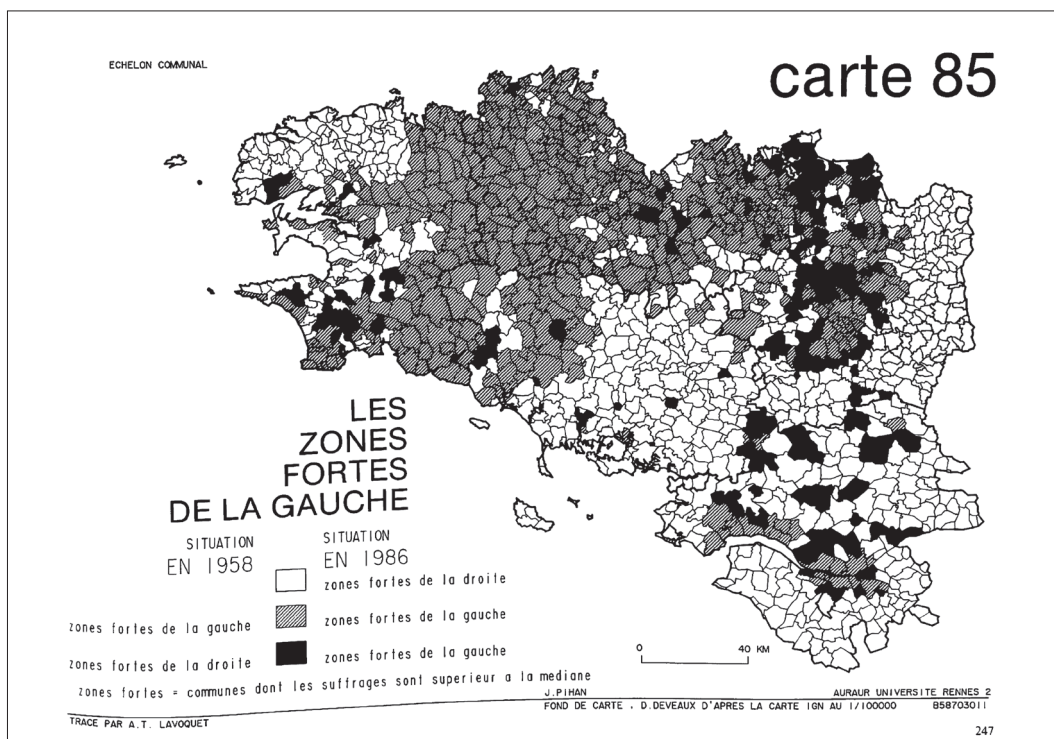 ECHELON COMMUNAL
carte 85
LES
ZONES
FORTES
DE LA GAUCHE
SITUATION
EN 1958
SITUATION
EN 1986
zones fortes de la droite
zones fortes de la gauche
zones fortes de la gauche
zones fortes de la droite
zones fortes de la gauche
zones fortes = communes dont les suffrages sont superieur a la mediane
0 40 KM
J.PIHAN AURAUR UNIVERSITE RENNES 2
FOND DE CARTE . D.DEVEAUX D'APRES LA CARTE IGN AU 1/100000 858703011
TRACE PAR A.T. LAVOQUET
247